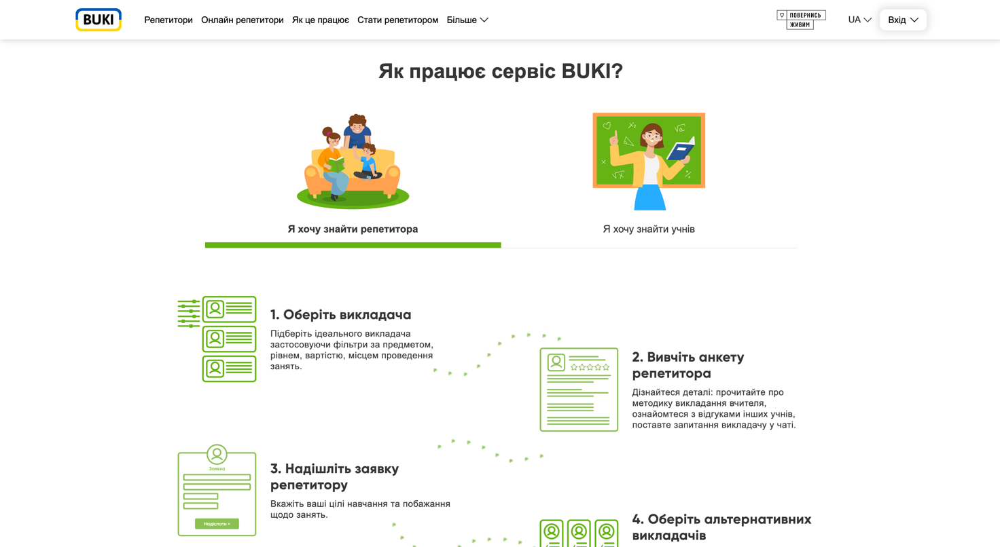 BUKI
Репетитори Онлайн репетитори Як це працює Стати репетитором Більше
ПОВЕРНИСЬ
ЖИВИМ
UA
Вхід
Як працює сервіс BUKI?
x₂
√a
x
√x
%
Я хочу знайти репетитора
Я хочу знайти учнів
1. Оберіть викладача
Підберіть ідеального викладача
застосовуючи фільтри за предметом,
рівнем, вартістю, місцем проведення
занять.
2. Вивчіть анкету
репетитора
Дізнайтеся деталі: прочитайте про
методику викладання вчителя,
ознайомтеся з відгуками інших учнів,
поставте запитання викладачу у чаті.
Заявка
Надіслати »
3. Надішліть заявку
репетитору
Вкажіть ваші цілі навчання та побажання
щодо занять.
4. Оберіть альтернативних
викладачів